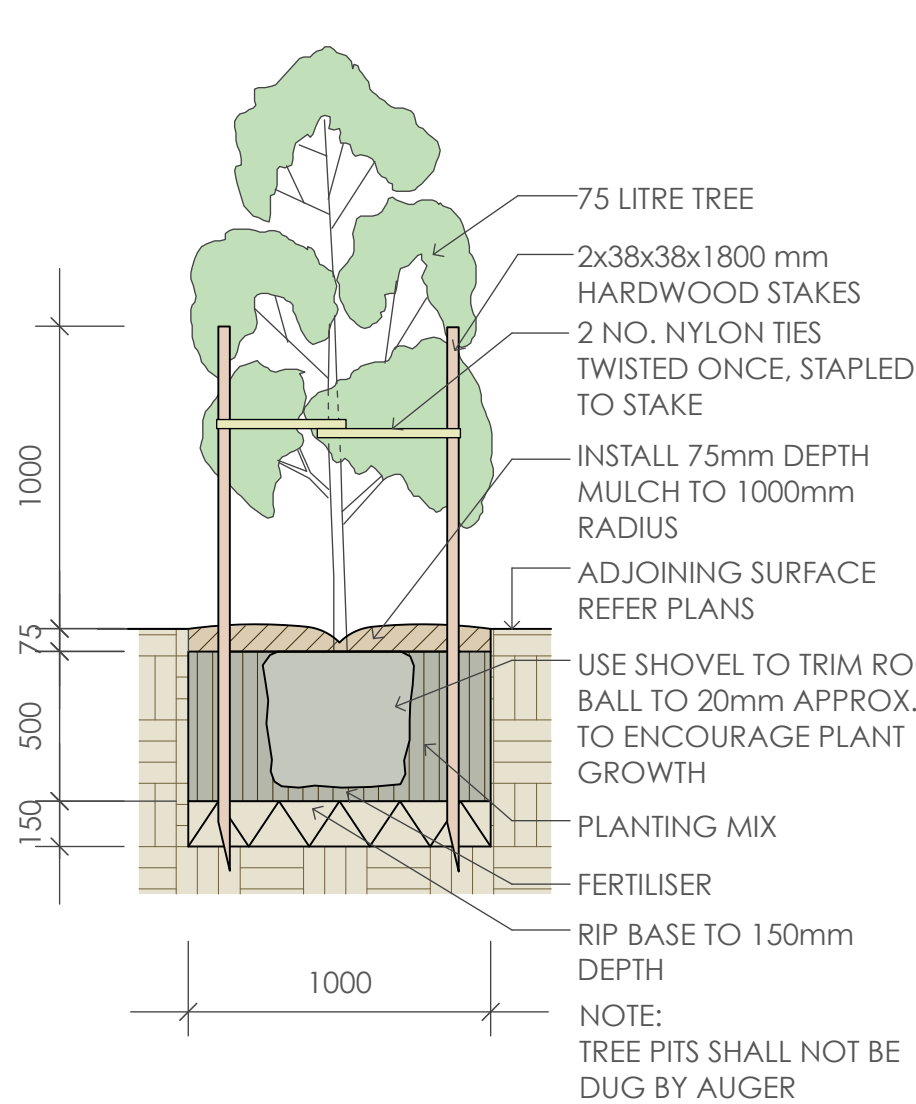 75 LITRE TREE
2x38x38x1800 mm
HARDWOOD STAKES
2 NO. NYLON TIES
TWISTED ONCE, STAPLED
TO STAKE
INSTALL 75mm DEPTH
MULCH TO 1000mm
RADIUS
ADJOINING SURFACE
REFER PLANS
USE SHOVEL TO TRIM RO
BALL TO 20mm APPROX.
TO ENCOURAGE PLANT
GROWTH
PLANTING MIX
FERTILISER
RIP BASE TO 150mm
DEPTH
NOTE:
TREE PITS SHALL NOT BE
DUG BY AUGER
1000
75
500
150
1000